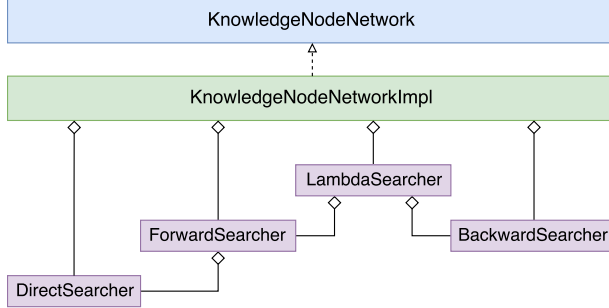 KnowledgeNodeNetwork
KnowledgeNodeNetworkImpl
LambdaSearcher
ForwardSearcher
BackwardSearcher
DirectSearcher